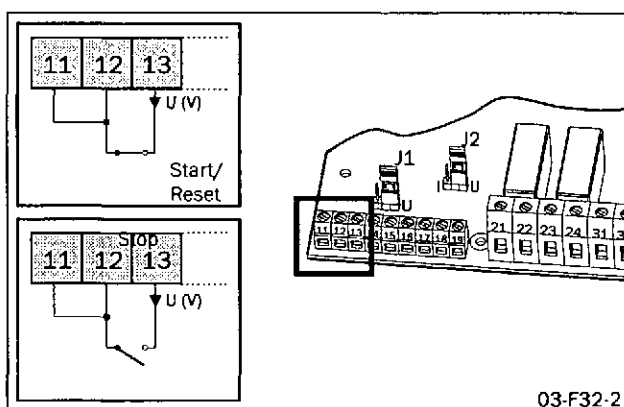 11 12 13
U (V)
Start/
Reset
Stop
11 12 13
U (V)
J1
J2
U
I U
11 12 13 14 15 16 17 18 19
21 22 23 24 31
03-F32-2